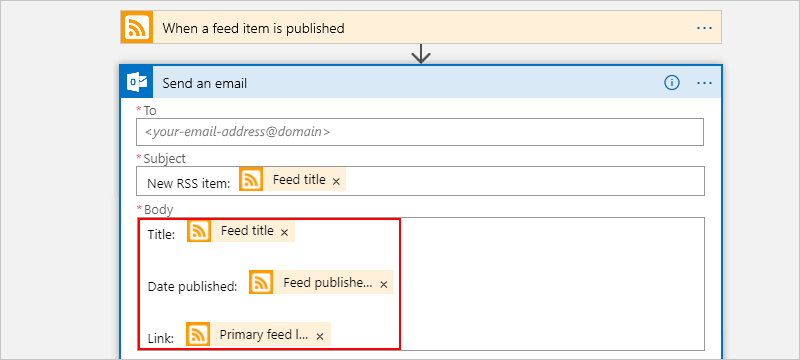 When a feed item is published ...
Send an email ...
* To
<your-email-address@domain>
* Subject
New RSS item: Feed title ×
* Body
Title: Feed title ×
Date published: Feed publishe... ×
Link: Primary feed l... ×